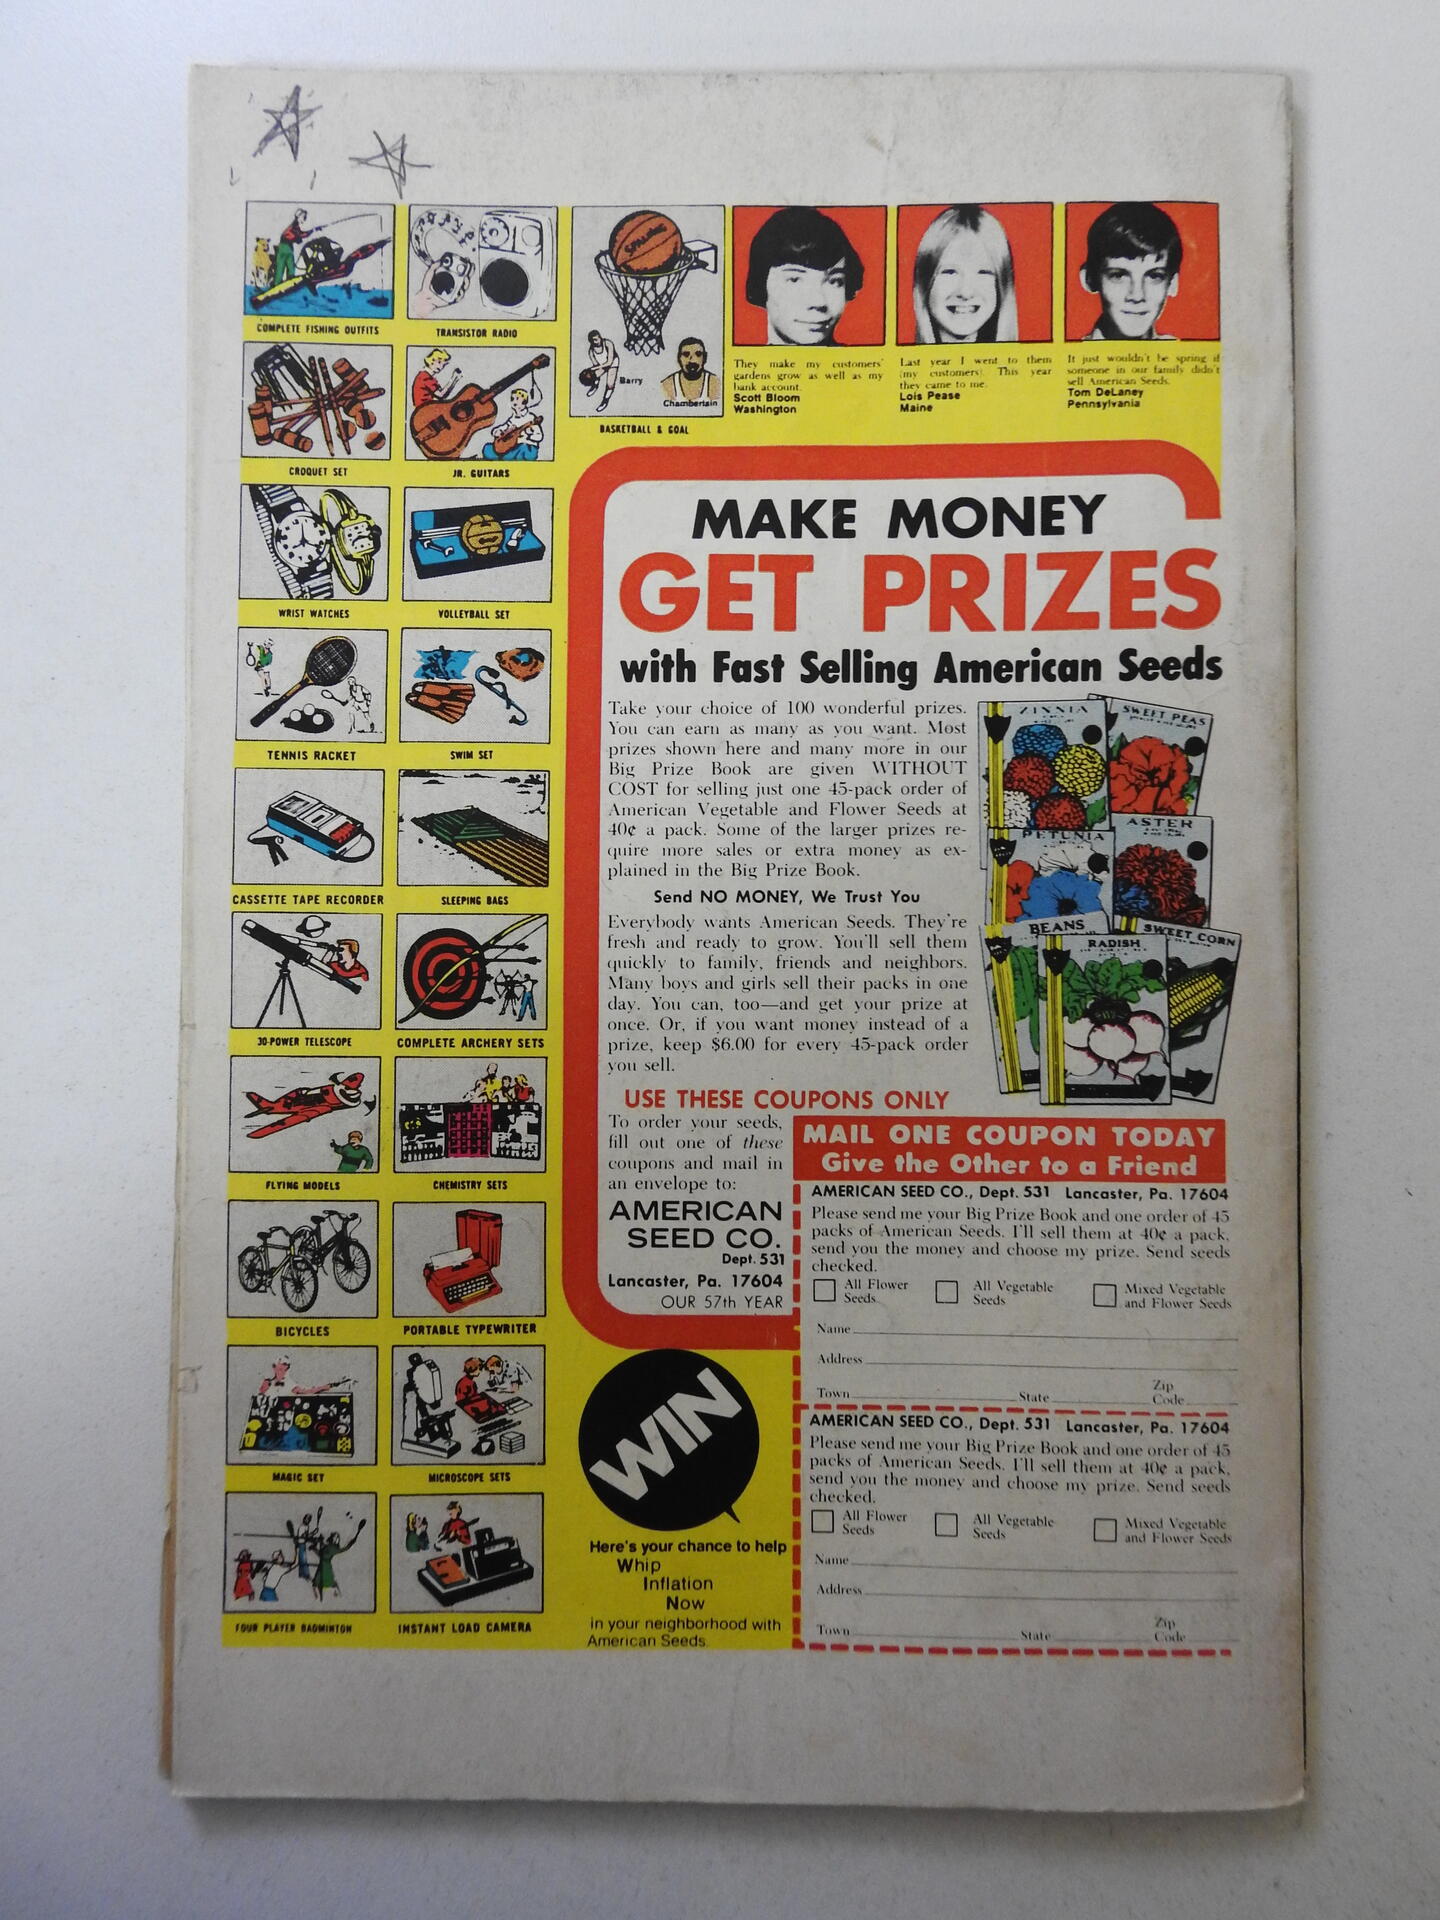 COMPLETE FISHING OUTFITS
TRANSISTOR RADIO
CROQUET SET
JR. GUITARS
WRIST WATCHES
VOLLEYBALL SET
TENNIS RACKET
SWIM SET
CASSETTE TAPE RECORDER
SLEEPING BAGS
30-POWER TELESCOPE
COMPLETE ARCHERY SETS
FLYING MODELS
CHEMISTRY SETS
BICYCLES
PORTABLE TYPEWRITER
MAGIC SET
MICROSCOPE SETS
FOUR PLAYER BADMINTON
INSTANT LOAD CAMERA
SPALDING
Barry
Chamberlain
BASKETBALL & GOAL
They make my customers'
gardens grow as well as my
bank account.
Scott Bloom
Washington
Last year I went to them
(my customers). This year
they came to me.
Lois Pease
Maine
It just wouldn't be spring if
someone in our family didn't
sell American Seeds.
Tom DeLaney
Pennsylvania
MAKE MONEY
GET PRIZES
with Fast Selling American Seeds
Take your choice of 100 wonderful prizes.
You can earn as many as you want. Most
prizes shown here and many more in our
Big Prize Book are given WITHOUT
COST for selling just one 45-pack order of
American Vegetable and Flower Seeds at
40¢ a pack. Some of the larger prizes re-
quire more sales or extra money as ex-
plained in the Big Prize Book.
Send NO MONEY, We Trust You
Everybody wants American Seeds. They're
fresh and ready to grow. You'll sell them
quickly to family, friends and neighbors.
Many boys and girls sell their packs in one
day. You can, too—and get your prize at
once. Or, if you want money instead of a
prize, keep $6.00 for every 45-pack order
you sell.
ZINNIA
SWEET PEAS
PETUNIA
ASTER
BEANS
RADISH
SWEET CORN
USE THESE COUPONS ONLY
To order your seeds,
fill out one of these
coupons and mail in
an envelope to:
AMERICAN
SEED CO.
Dept. 531
Lancaster, Pa. 17604
OUR 57th YEAR
MAIL ONE COUPON TODAY
Give the Other to a Friend
AMERICAN SEED CO., Dept. 531 Lancaster, Pa. 17604
Please send me your Big Prize Book and one order of 45
packs of American Seeds. I'll sell them at 40¢ a pack,
send you the money and choose my prize. Send seeds
checked.
All Flower
Seeds
All Vegetable
Seeds
Mixed Vegetable
and Flower Seeds
Name
Address
Town State Zip
Code
AMERICAN SEED CO., Dept. 531 Lancaster, Pa. 17604
Please send me your Big Prize Book and one order of 45
packs of American Seeds. I'll sell them at 40¢ a pack,
send you the money and choose my prize. Send seeds
checked.
All Flower
Seeds
All Vegetable
Seeds
Mixed Vegetable
and Flower Seeds
Name
Address
Town State Zip
Code
WIN
Here's your chance to help
Whip
Inflation
Now
in your neighborhood with
American Seeds.